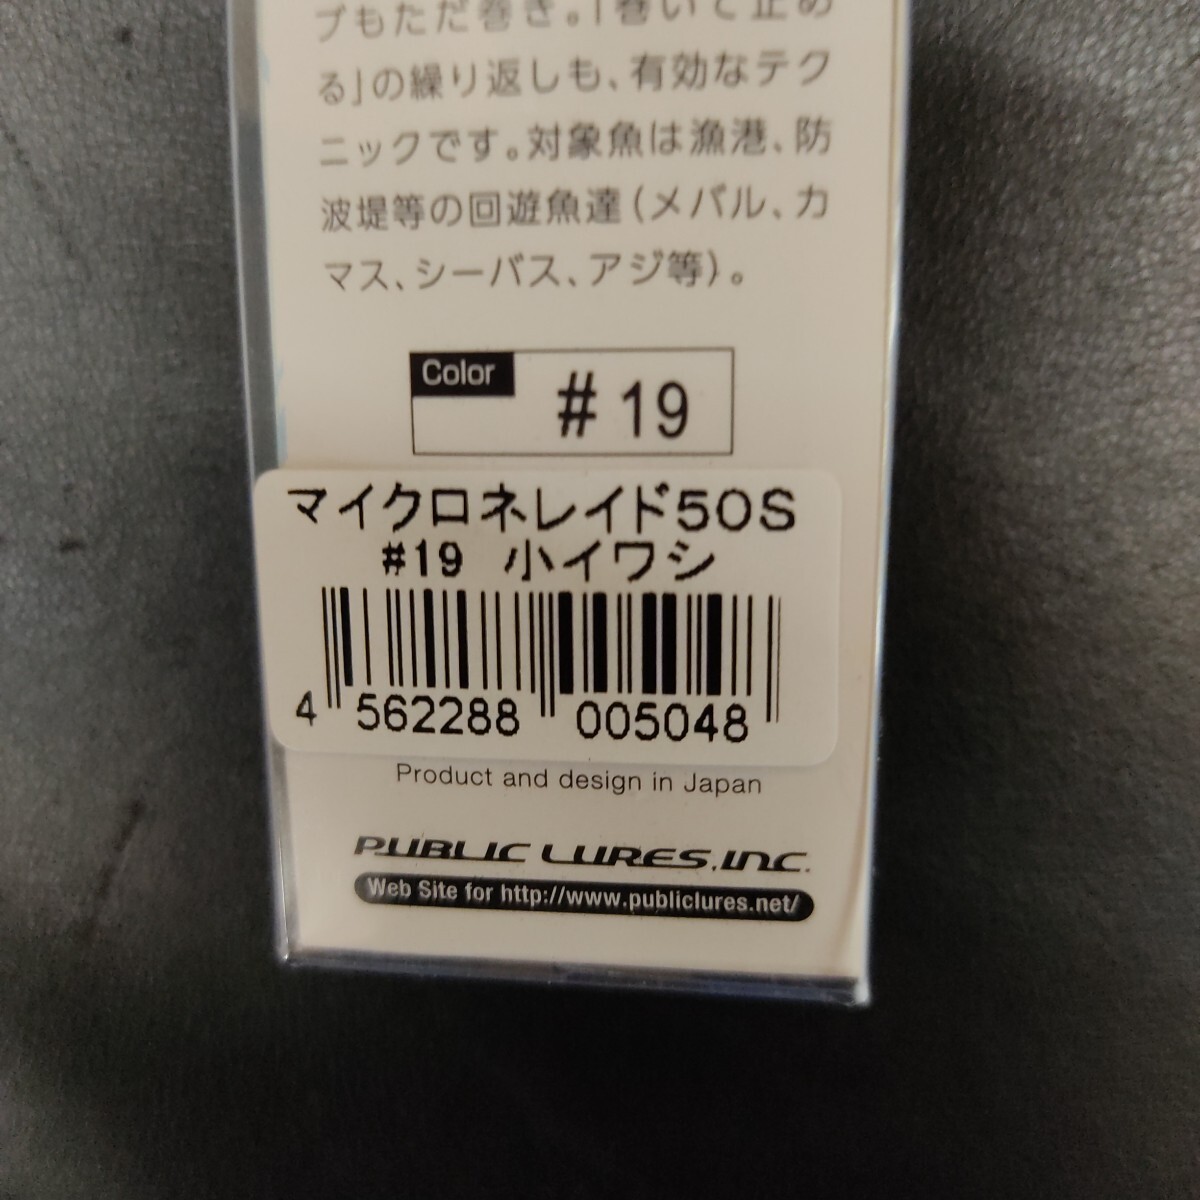 プもただ巻き。「巻いて止め
る」の繰り返しも、有効なテク
ニックです。対象魚は漁港、防
波堤等の回遊魚達(メバル、カ
マス、シーバス、アジ等)。
Color
#19
マイクロネレイド50S
#19 小イワシ
4 562288 005048
Product and design in Japan
PUBLIC LURES, INC.
Web Site for http://www.publiclures.net/